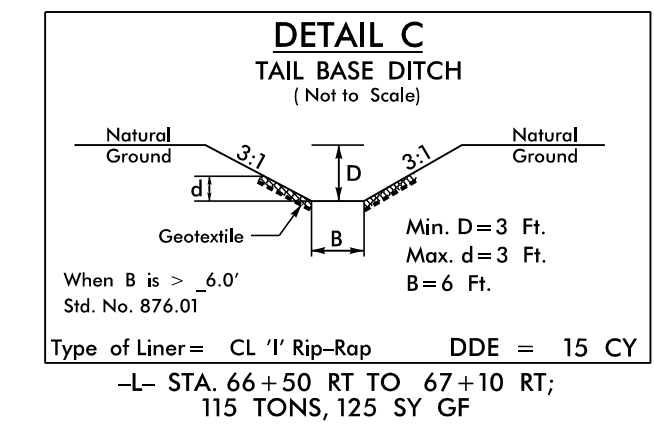 DETAIL C
TAIL BASE DITCH
( Not to Scale)
Natural
Ground
3:1
D
3:1
Natural
Ground
d
Geotextile
B
Min. D=3 Ft.
Max. d=3 Ft.
B=6 Ft.
When B is > _6.0'
Std. No. 876.01
Type of Liner= CL 'I' Rip-Rap DDE = 15 CY
-L- STA. 66+50 RT TO 67+10 RT;
115 TONS, 125 SY GF